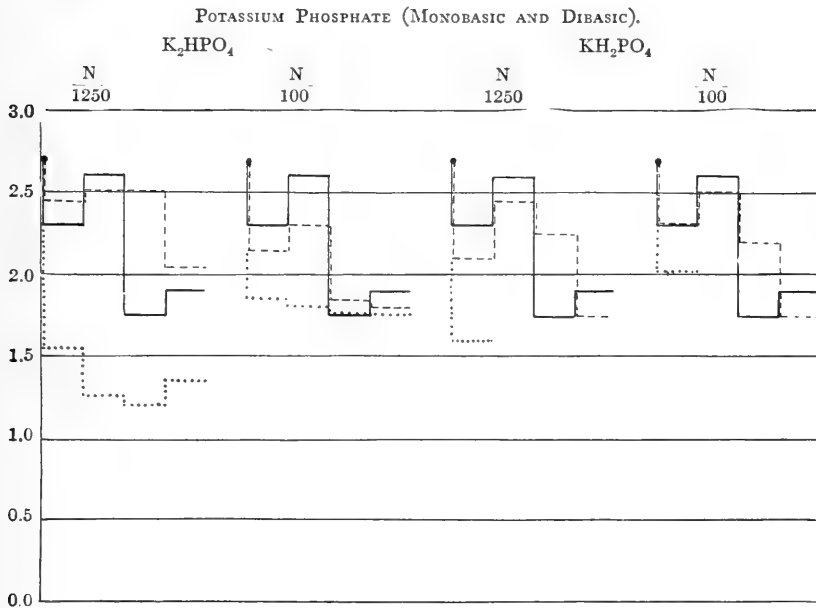 POTASSIUM PHOSPHATE (MONOBASIC AND DIBASIC).
K₂HPO₄ KH₂PO₄
N N N N
1250 100 1250 100
3.0
2.5
2.0
1.5
1.0
0.5
0.0